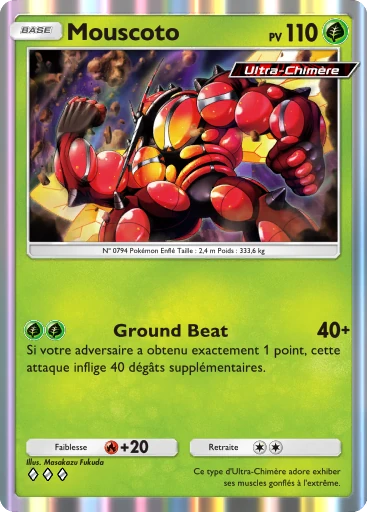 BASE
Mouscoto
PV 110
Ultra-Chimère
N° 0794 Pokémon Enflé Taille : 2,4 m Poids : 333,6 kg
Ground Beat 40+
Si votre adversaire a obtenu exactement 1 point, cette
attaque inflige 40 dégâts supplémentaires.
Faiblesse +20
Retraite
Illus. Masakazu Fukuda
Ce type d'Ultra-Chimère adore exhiber
ses muscles gonflés à l'extrême.